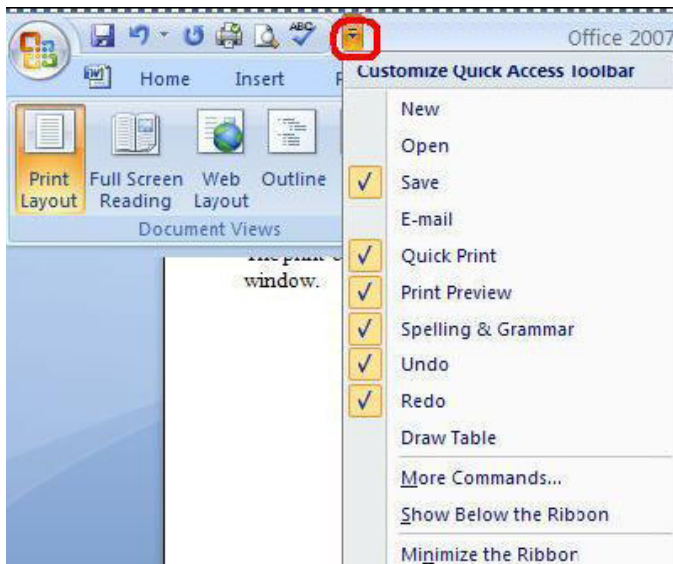 ABC
Office 2007
Home Insert
Customize Quick Access Toolbar
New
Open
Print Layout
Full Screen Reading
Web Layout
Outline
Save
Document Views
E-mail
window.
Quick Print
Print Preview
Spelling & Grammar
Undo
Redo
Draw Table
More Commands...
Show Below the Ribbon
Minimize the Ribbon